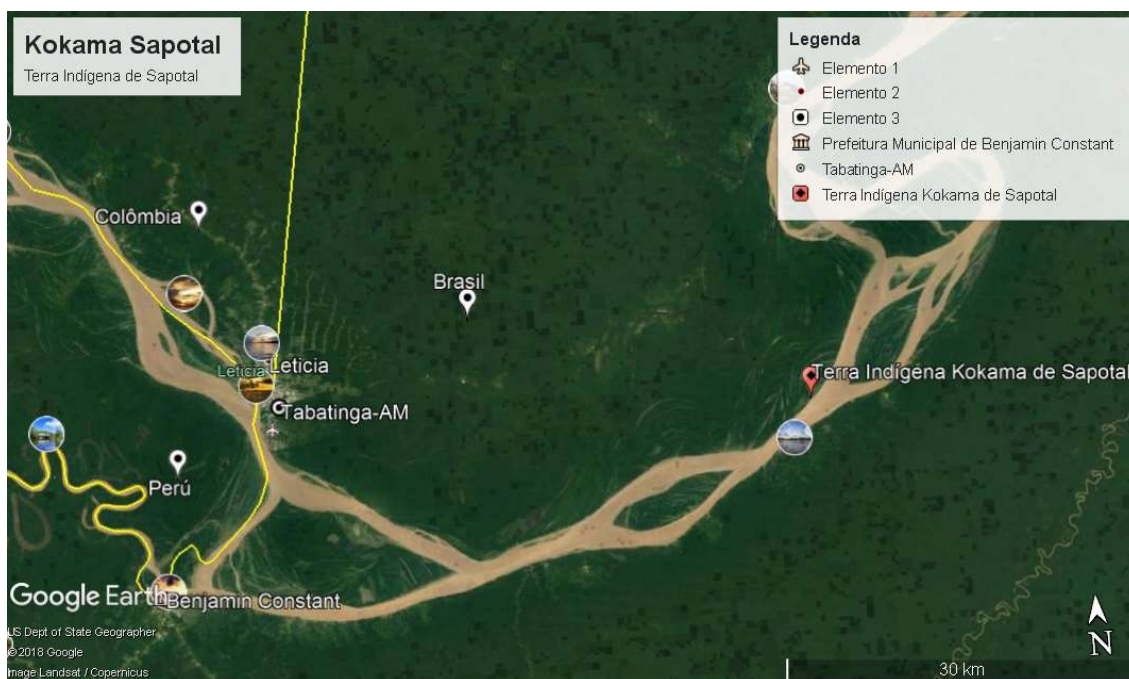 Kokama Sapotal
Terra Indígena de Sapotal
Legenda
Elemento 1
Elemento 2
Elemento 3
Prefeitura Municipal de Benjamin Constant
Tabatinga-AM
Terra Indígena Kokama de Sapotal
Colômbia
Brasil
Leticia
Leticia
Terra Indígena Kokama de Sapotal
Tabatinga-AM
Perú
Google Earth
Benjamin Constant
US Dept of State Geographer
© 2018 Google
Image Landsat / Copernicus
N
30 km